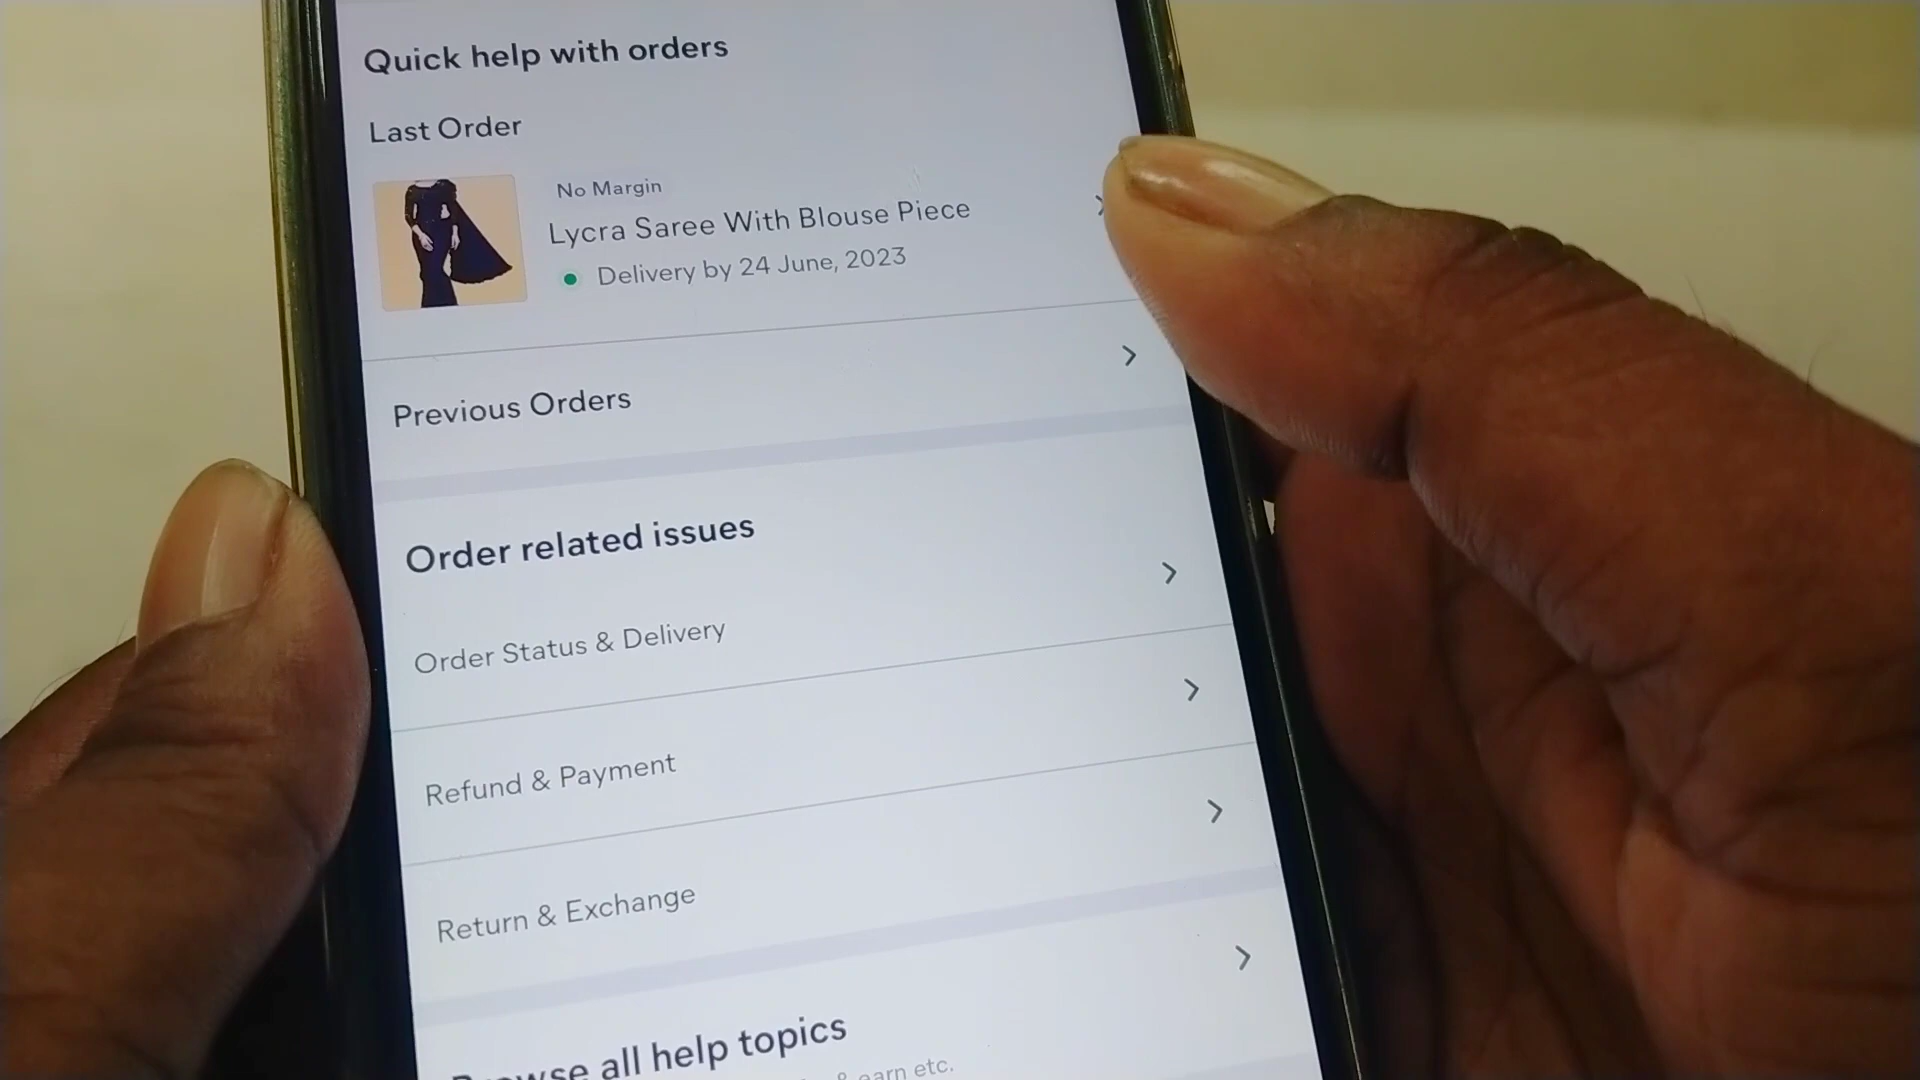 Quick help with orders
Last Order
No Margin
Lycra Saree With Blouse Piece
Delivery by 24 June, 2023
Previous Orders
Order related issues
Order Status & Delivery
Refund & Payment
Return & Exchange
all help topics
earn etc.